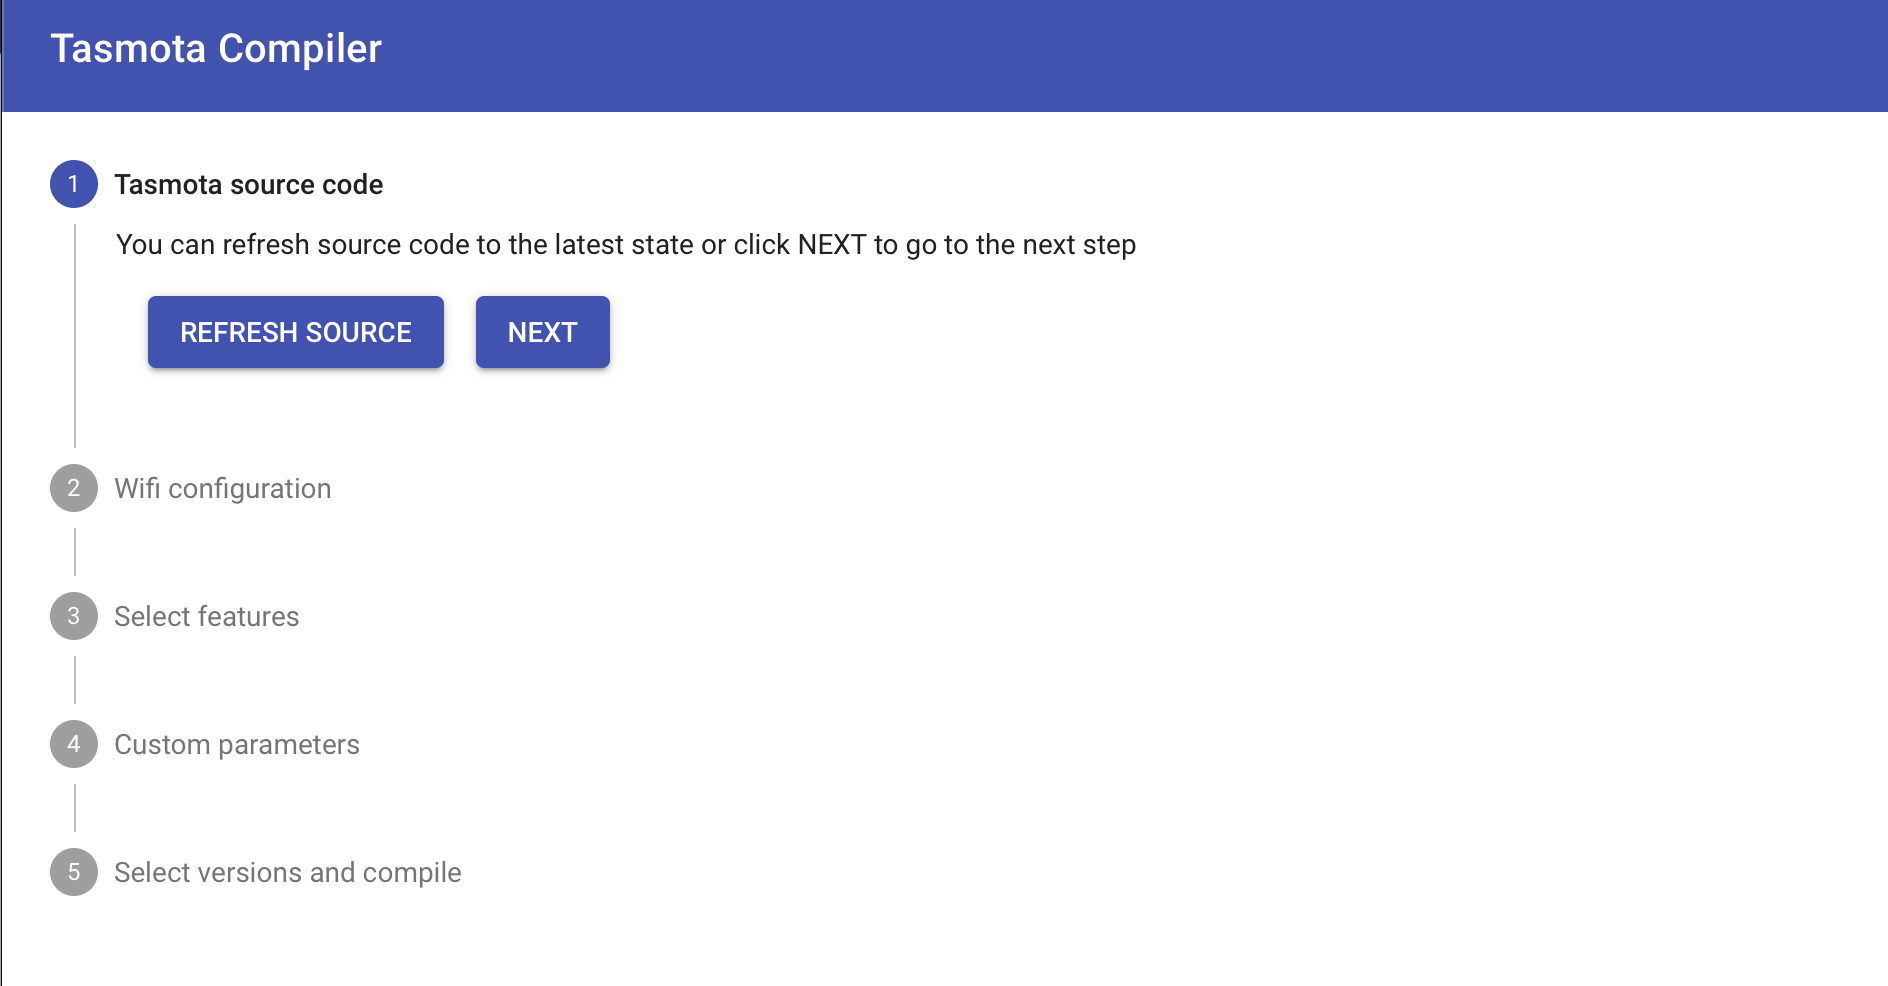 Tasmota Compiler
1 Tasmota source code
You can refresh source code to the latest state or click NEXT to go to the next step
REFRESH SOURCE NEXT
2 Wifi configuration
3 Select features
4 Custom parameters
5 Select versions and compile